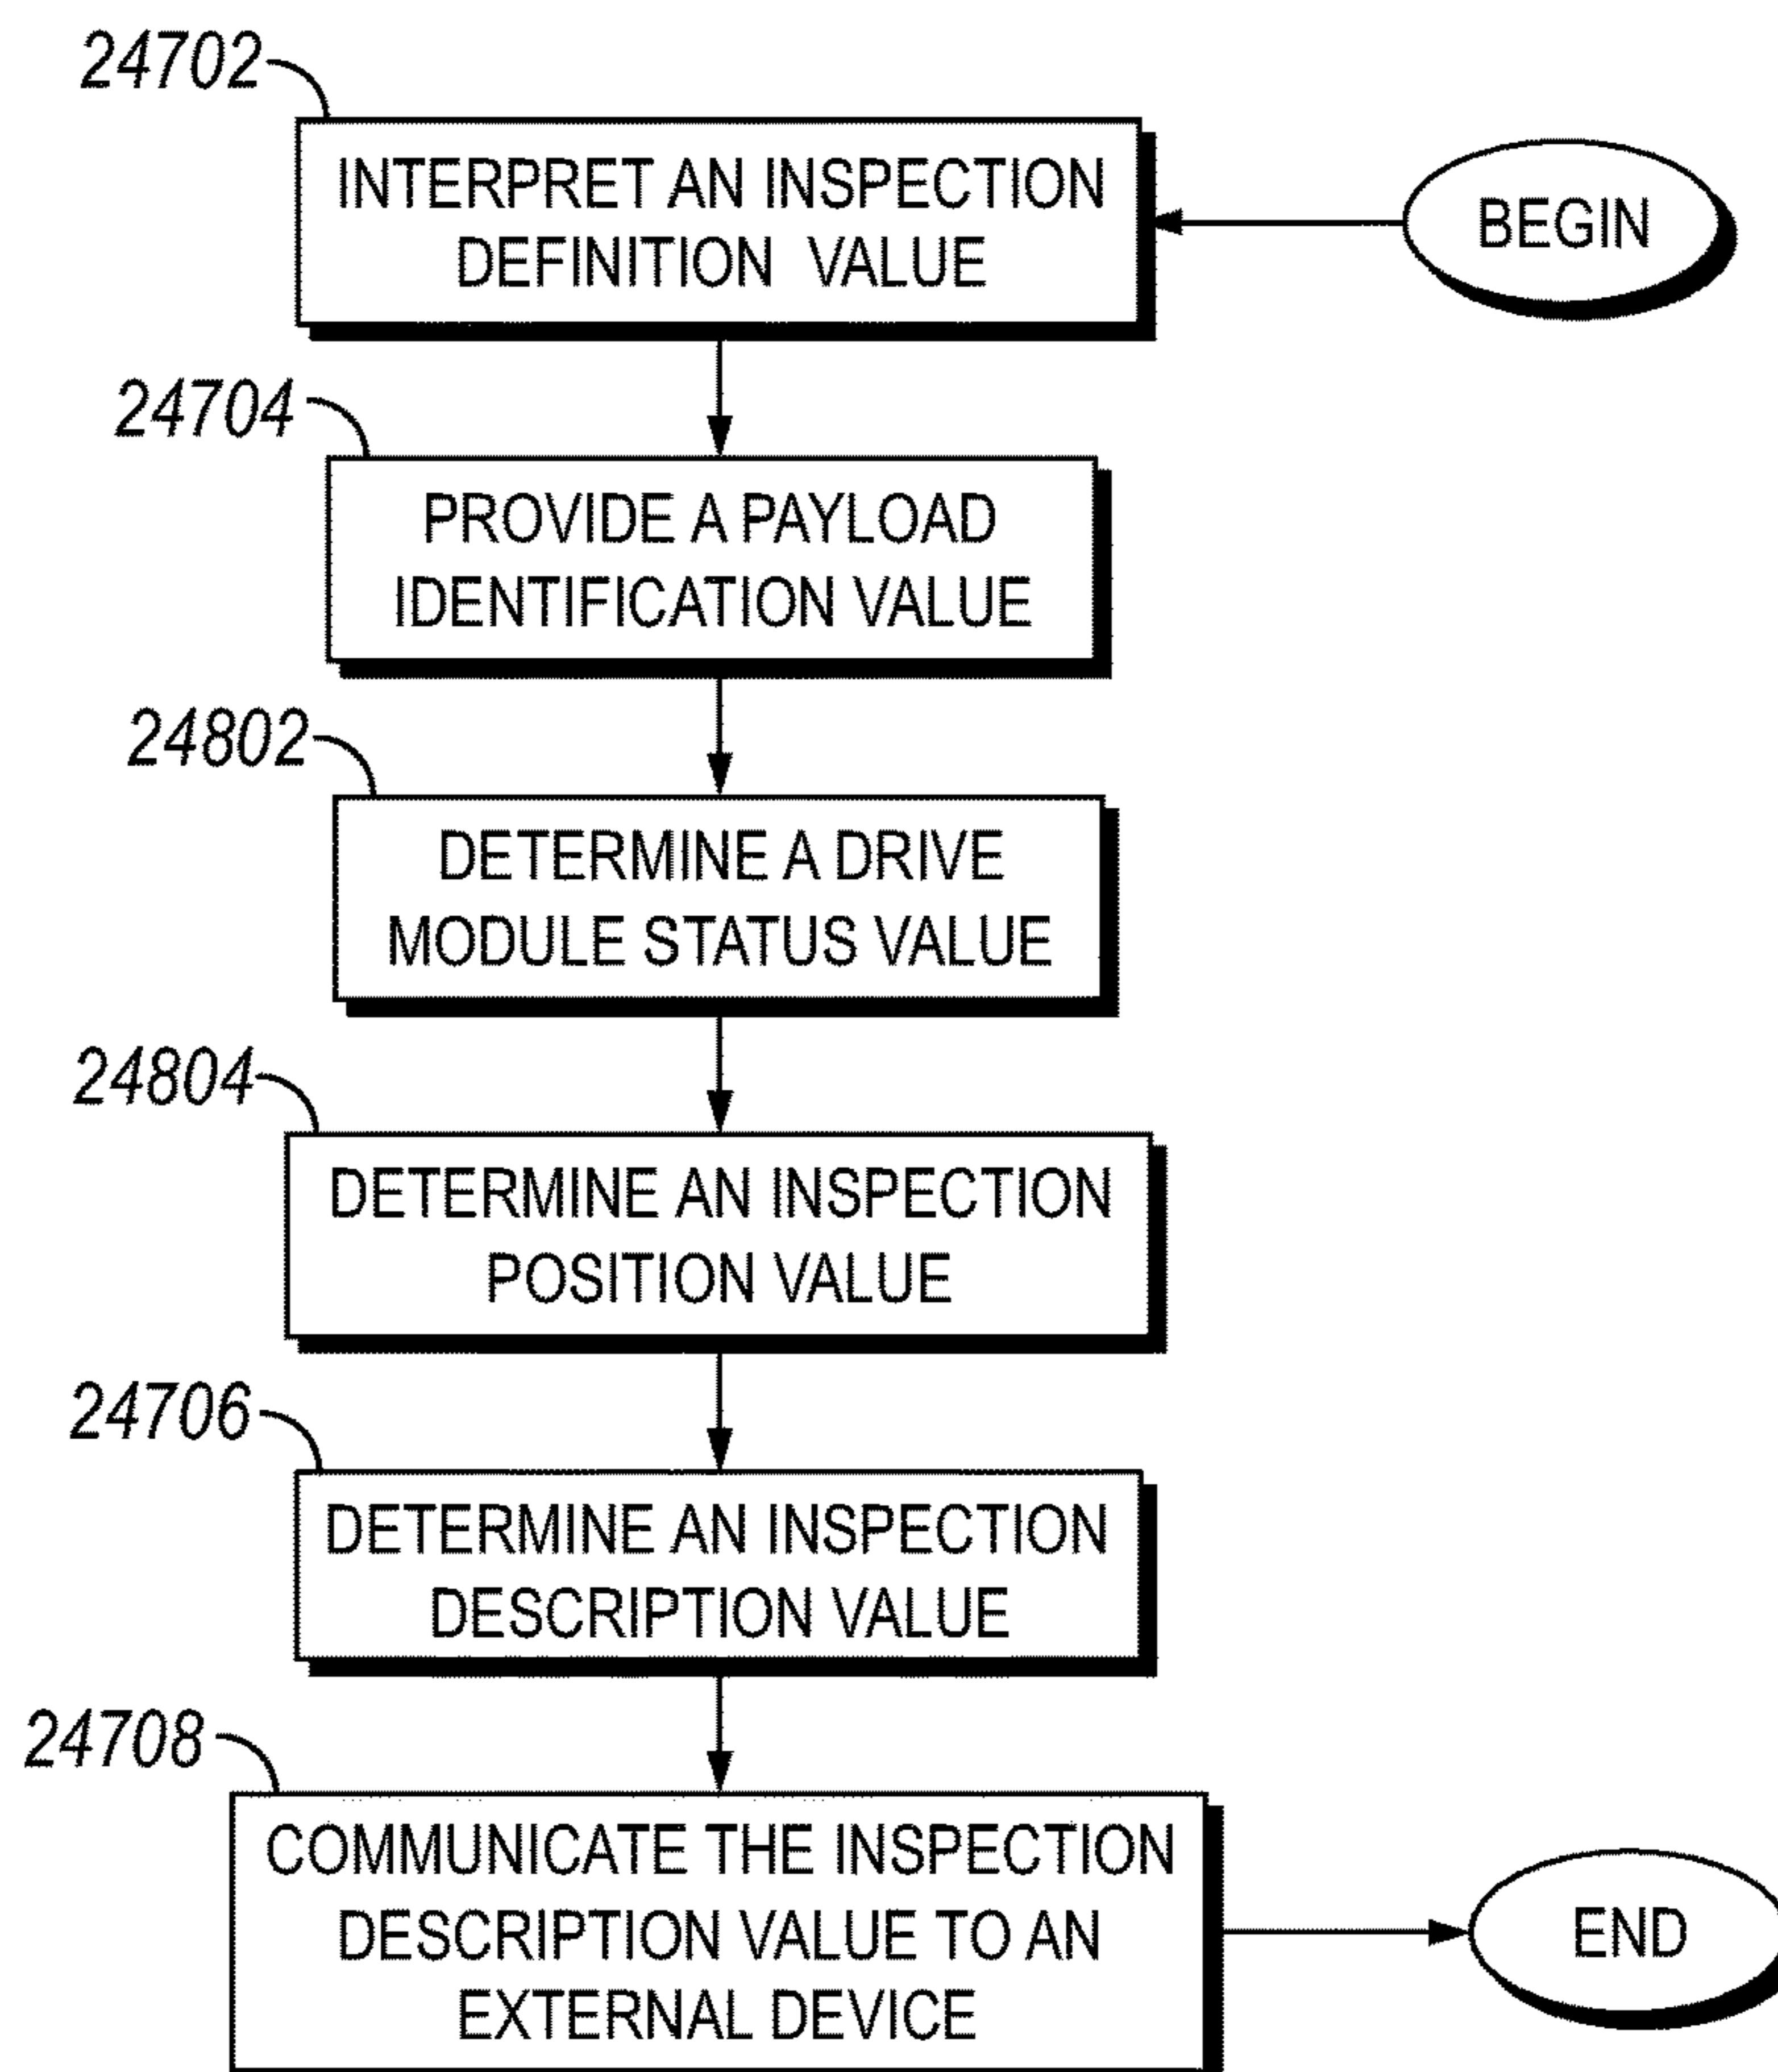 24702
INTERPRET AN INSPECTION
DEFINITION VALUE
BEGIN
24704
PROVIDE A PAYLOAD
IDENTIFICATION VALUE
24802
DETERMINE A DRIVE
MODULE STATUS VALUE
24804
DETERMINE AN INSPECTION
POSITION VALUE
24706
DETERMINE AN INSPECTION
DESCRIPTION VALUE
24708
COMMUNICATE THE INSPECTION
DESCRIPTION VALUE TO AN
EXTERNAL DEVICE
END